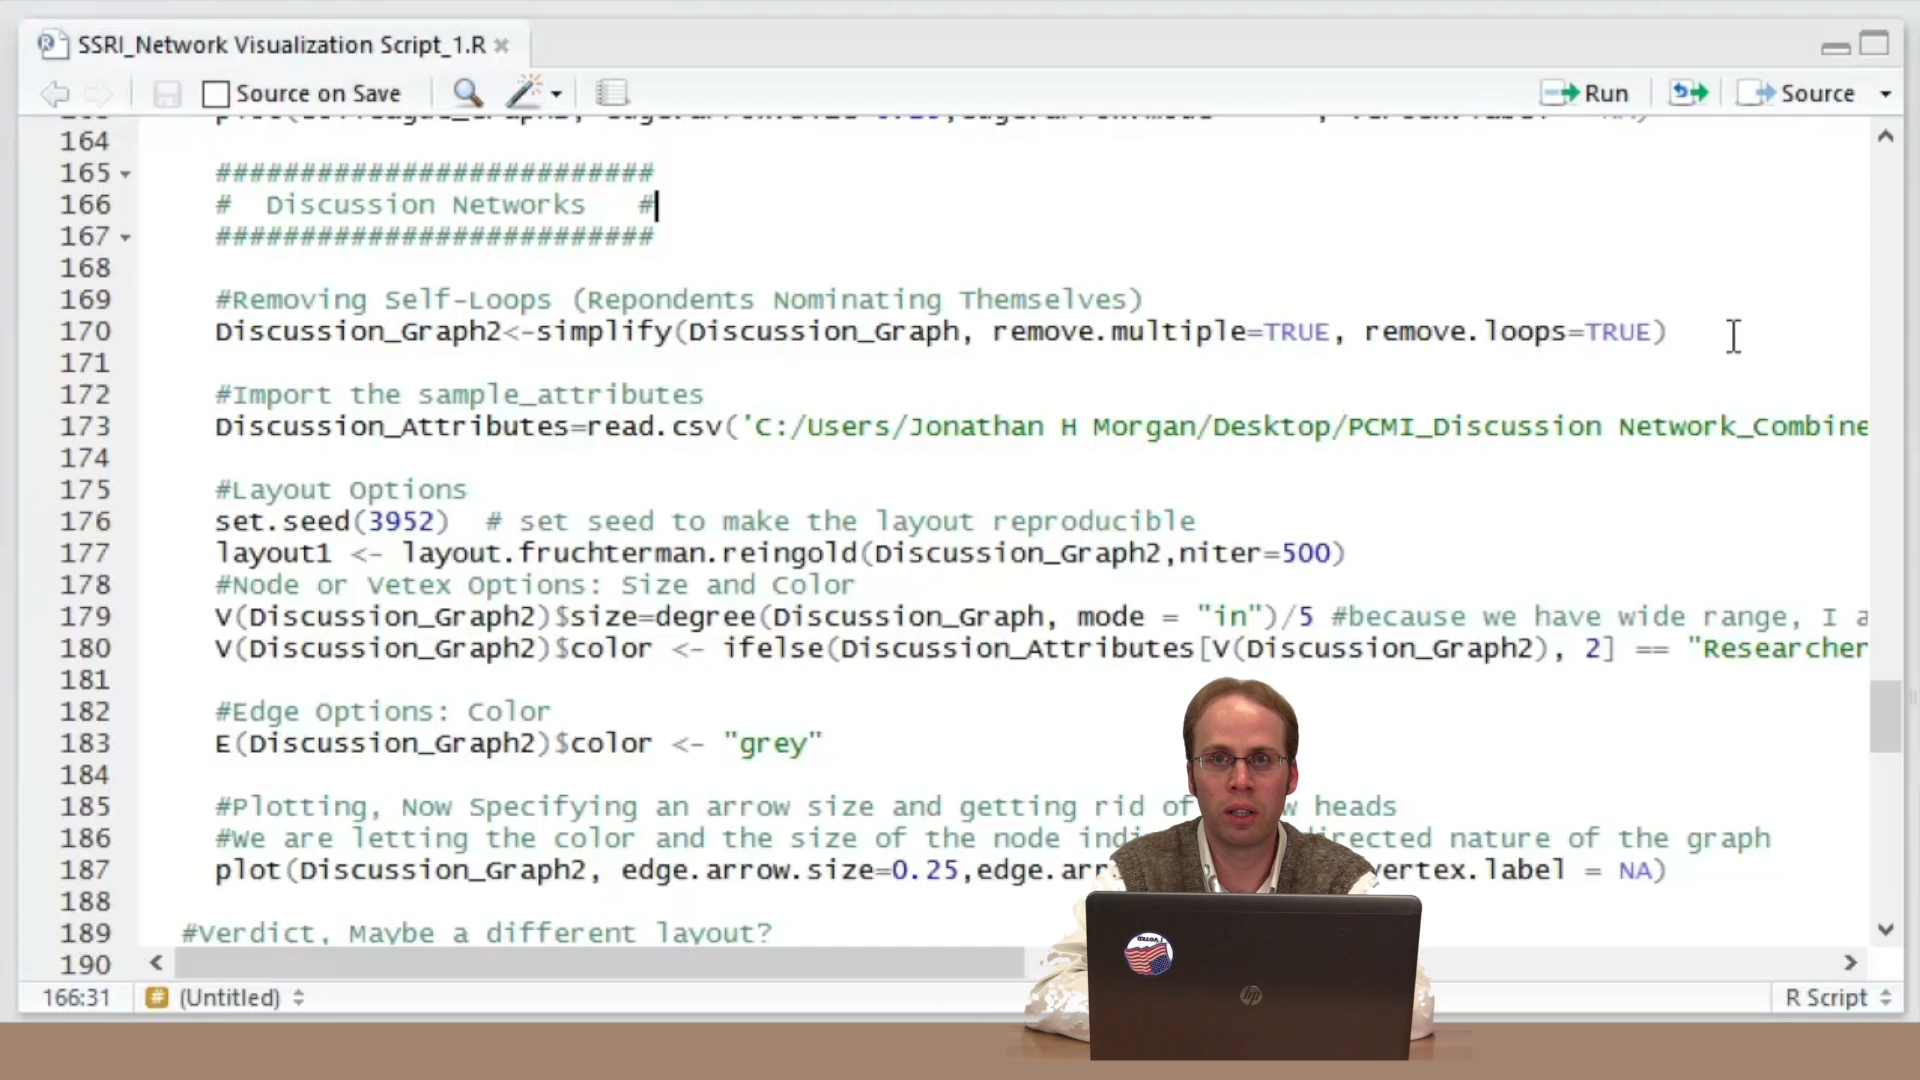 SSRI_Network Visualization Script_1.R
Source on Save
Run
Source
164
165 ##########################
166 #  Discussion Networks   #
167 ##########################
168
169 #Removing Self-Loops (Repondents Nominating Themselves)
170 Discussion_Graph2<-simplify(Discussion_Graph, remove.multiple=TRUE, remove.loops=TRUE)
171
172 #Import the sample_attributes
173 Discussion_Attributes=read.csv('C:/Users/Jonathan H Morgan/Desktop/PCMI_Discussion Network_Combine
174
175 #Layout Options
176 set.seed(3952)  # set seed to make the layout reproducible
177 layout1 <- layout.fruchterman.reingold(Discussion_Graph2,niter=500)
178 #Node or Vetex Options: Size and Color
179 V(Discussion_Graph2)$size=degree(Discussion_Graph, mode = "in")/5 #because we have wide range, I a
180 V(Discussion_Graph2)$color <- ifelse(Discussion_Attributes[V(Discussion_Graph2), 2] == "Researcher
181
182 #Edge Options: Color
183 E(Discussion_Graph2)$color <- "grey"
184
185 #Plotting, Now Specifying an arrow size and getting rid of w heads
186 #We are letting the color and the size of the node ind directed nature of the graph
187 plot(Discussion_Graph2, edge.arrow.size=0.25,edge.arr vertex.label = NA)
188
189 #Verdict, Maybe a different layout?
190
166:31
(Untitled)
R Script
hp